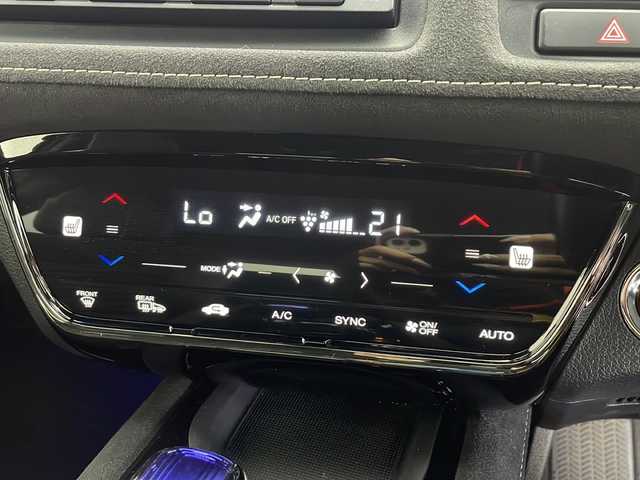 Lo A/C OFF 21
MODE
FRONT REAR A/C SYNC ON/OFF AUTO